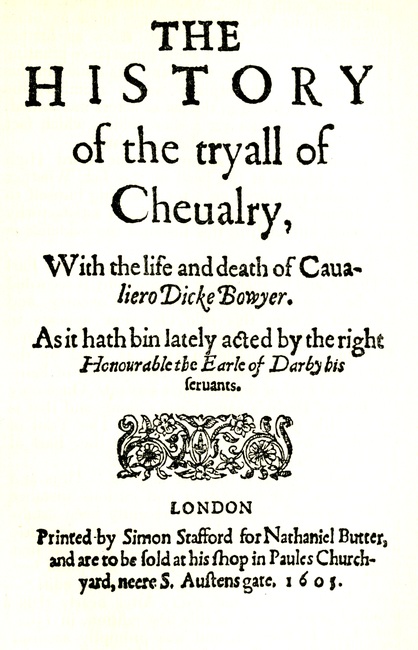 THE
HISTORY
of the tryall of
Cheualry,
With the life and death of Caua-
liero Dicke Bowyer.
As it hath bin lately acted by the right
Honourable the Earle of Darby his
ſeruants.
LONDON
Printed by Simon Stafford for Nathaniel Butter,
and are to be ſold at his ſhop in Paules Church-
yard, neere S. Auſtens gate. 1605.